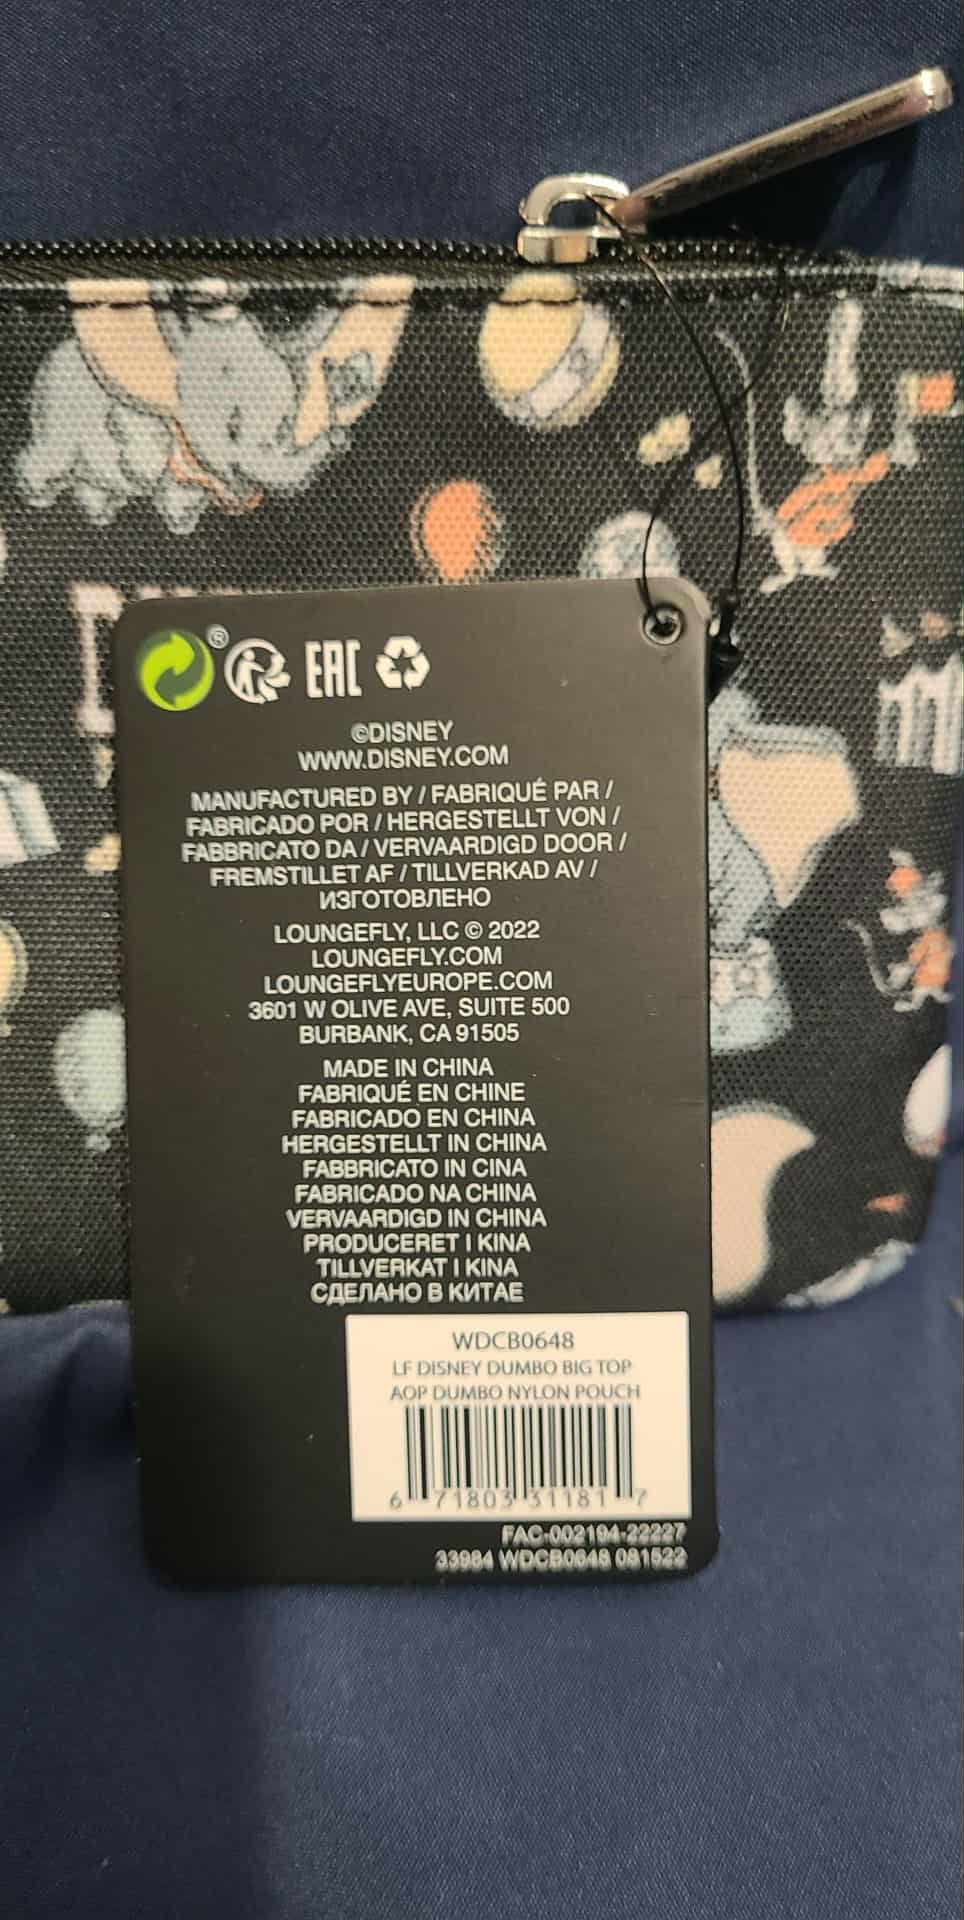 ® EAC
©DISNEY
WWW.DISNEY.COM
MANUFACTURED BY / FABRIQUÉ PAR /
FABRICADO POR / HERGESTELLT VON /
FABBRICATO DA / VERVAARDIGD DOOR /
FREMSTILLET AF / TILLVERKAD AV /
ИЗГОТОВЛЕНО
LOUNGEFLY, LLC © 2022
LOUNGEFLY.COM
LOUNGEFLYEUROPE.COM
3601 W OLIVE AVE, SUITE 500
BURBANK, CA 91505
MADE IN CHINA
FABRIQUÉ EN CHINE
FABRICADO EN CHINA
HERGESTELLT IN CHINA
FABBRICATO IN CINA
FABRICADO NA CHINA
VERVAARDIGD IN CHINA
PRODUCERET I KINA
TILLVERKAT I KINA
СДЕЛАНО В КИТАЕ
WDCB0648
LF DISNEY DUMBO BIG TOP
AOP DUMBO NYLON POUCH
6 71803 31181 7
FAC-002194-22227
33984 WDCB0648 081522